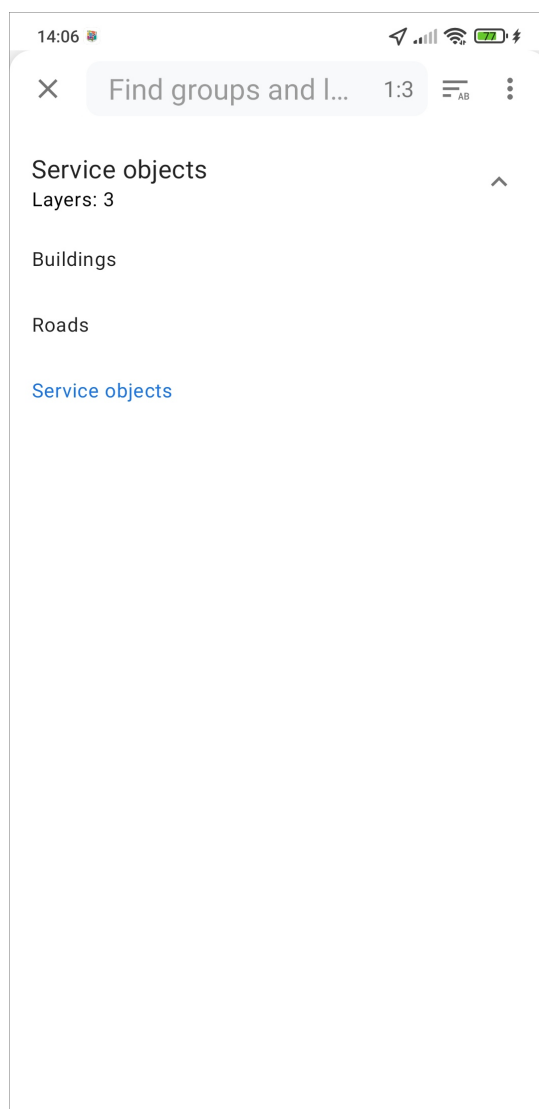 14:06
77
Find groups and l... 1:3
AB
Service objects
Layers: 3
Buildings
Roads
Service objects